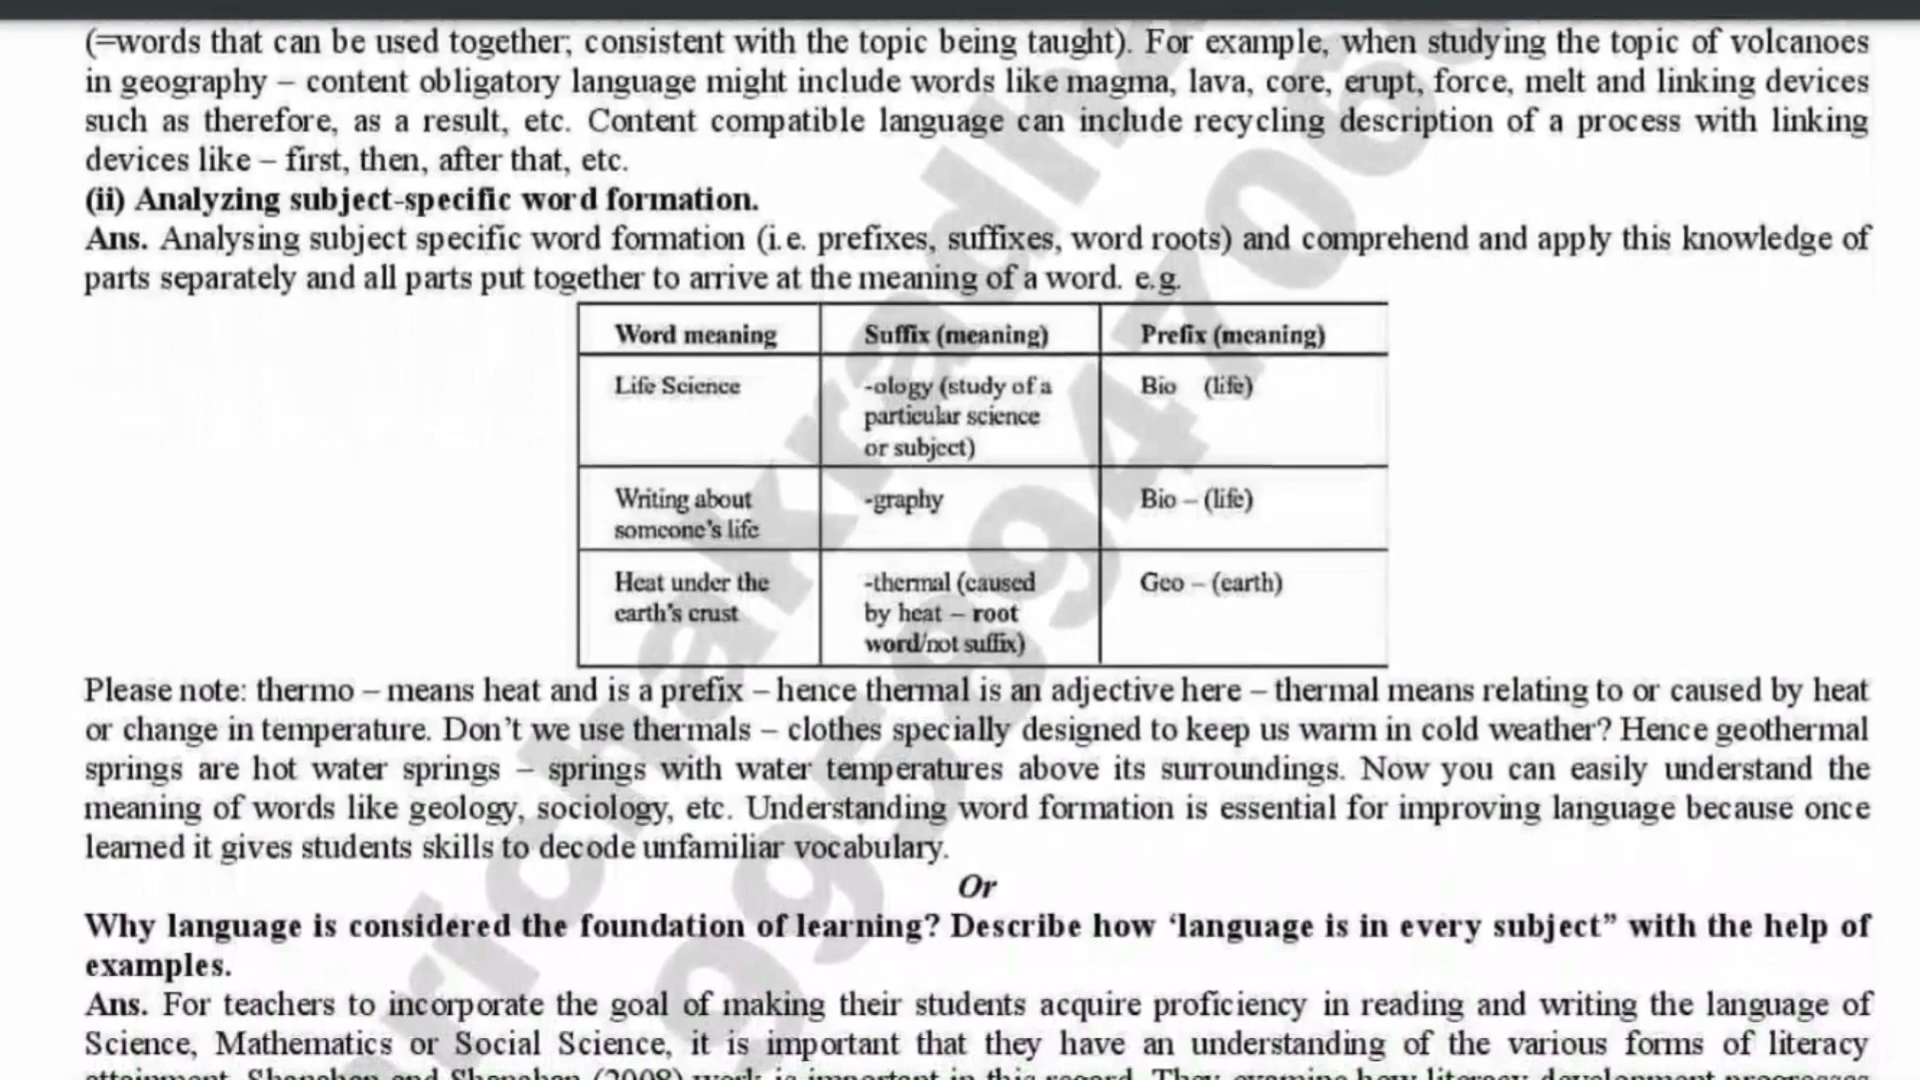 (=words that can be used together; consistent with the topic being taught). For example, when studying the topic of volcanoes
in geography – content obligatory language might include words like magma, lava, core, erupt, force, melt and linking devices
such as therefore, as a result, etc. Content compatible language can include recycling description of a process with linking
devices like – first, then, after that, etc.
(ii) Analyzing subject-specific word formation.
Ans. Analysing subject specific word formation (i.e. prefixes, suffixes, word roots) and comprehend and apply this knowledge of
parts separately and all parts put together to arrive at the meaning of a word. e.g.
Word meaning Suffix (meaning) Prefix (meaning)
Life Science -ology (study of a Bio (life)
particular science
or subject)
Writing about -graphy Bio – (life)
someone's life
Heat under the -thermal (caused Geo – (earth)
earth's crust by heat – root
word/not suffix)
Please note: thermo – means heat and is a prefix – hence thermal is an adjective here – thermal means relating to or caused by heat
or change in temperature. Don't we use thermals – clothes specially designed to keep us warm in cold weather? Hence geothermal
springs are hot water springs – springs with water temperatures above its surroundings. Now you can easily understand the
meaning of words like geology, sociology, etc. Understanding word formation is essential for improving language because once
learned it gives students skills to decode unfamiliar vocabulary.
Or
Why language is considered the foundation of learning? Describe how 'language is in every subject” with the help of
examples.
Ans. For teachers to incorporate the goal of making their students acquire proficiency in reading and writing the language of
Science, Mathematics or Social Science, it is important that they have an understanding of the various forms of literacy